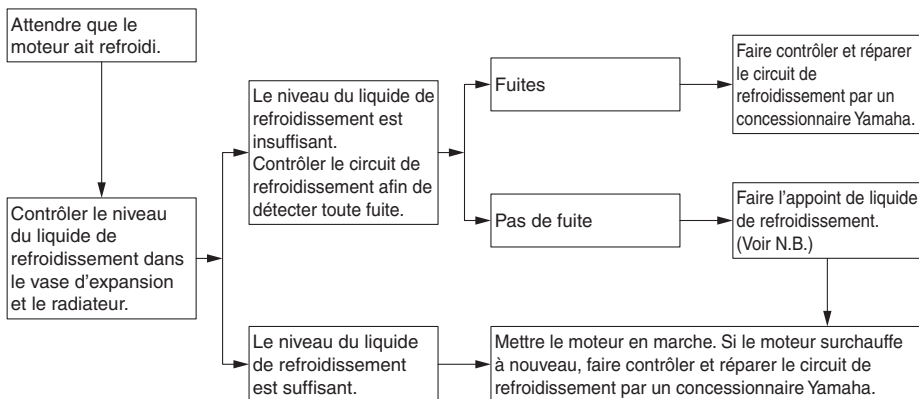 Attendre que le
moteur ait refroidi.
Contrôler le niveau
du liquide de
refroidissement dans
le vase d’expansion
et le radiateur.
Le niveau du liquide de
refroidissement est
insuffisant.
Contrôler le circuit de
refroidissement afin de
détecter toute fuite.
Fuites
Faire contrôler et réparer
le circuit de
refroidissement par un
concessionnaire Yamaha.
Pas de fuite
Faire l’appoint de liquide
de refroidissement.
(Voir N.B.)
Le niveau du liquide
de refroidissement
est suffisant.
Mettre le moteur en marche. Si le moteur surchauffe
à nouveau, faire contrôler et réparer le circuit de
refroidissement par un concessionnaire Yamaha.